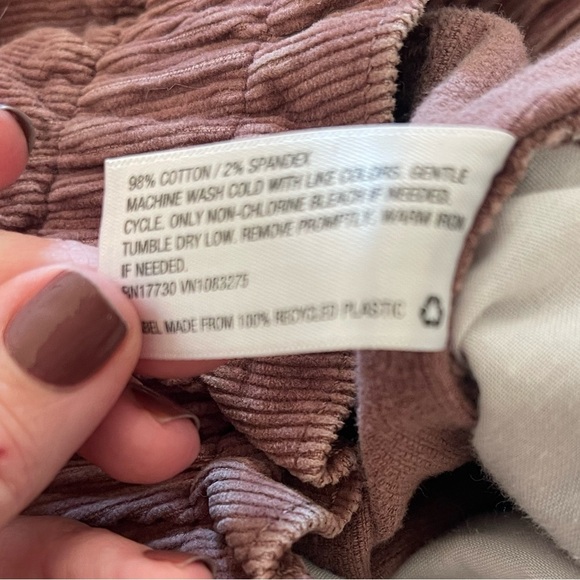 98% COTTON / 2% SPANDEX
MACHINE WASH COLD WITH LIKE COLORS. GENTLE
CYCLE. ONLY NON-CHLORINE BLEACH IF NEEDED.
TUMBLE DRY LOW. REMOVE PROMPTLY. WARM IRON
IF NEEDED.
RN17730 VN1083275
BEL MADE FROM 100% RECYCLED PLASTIC